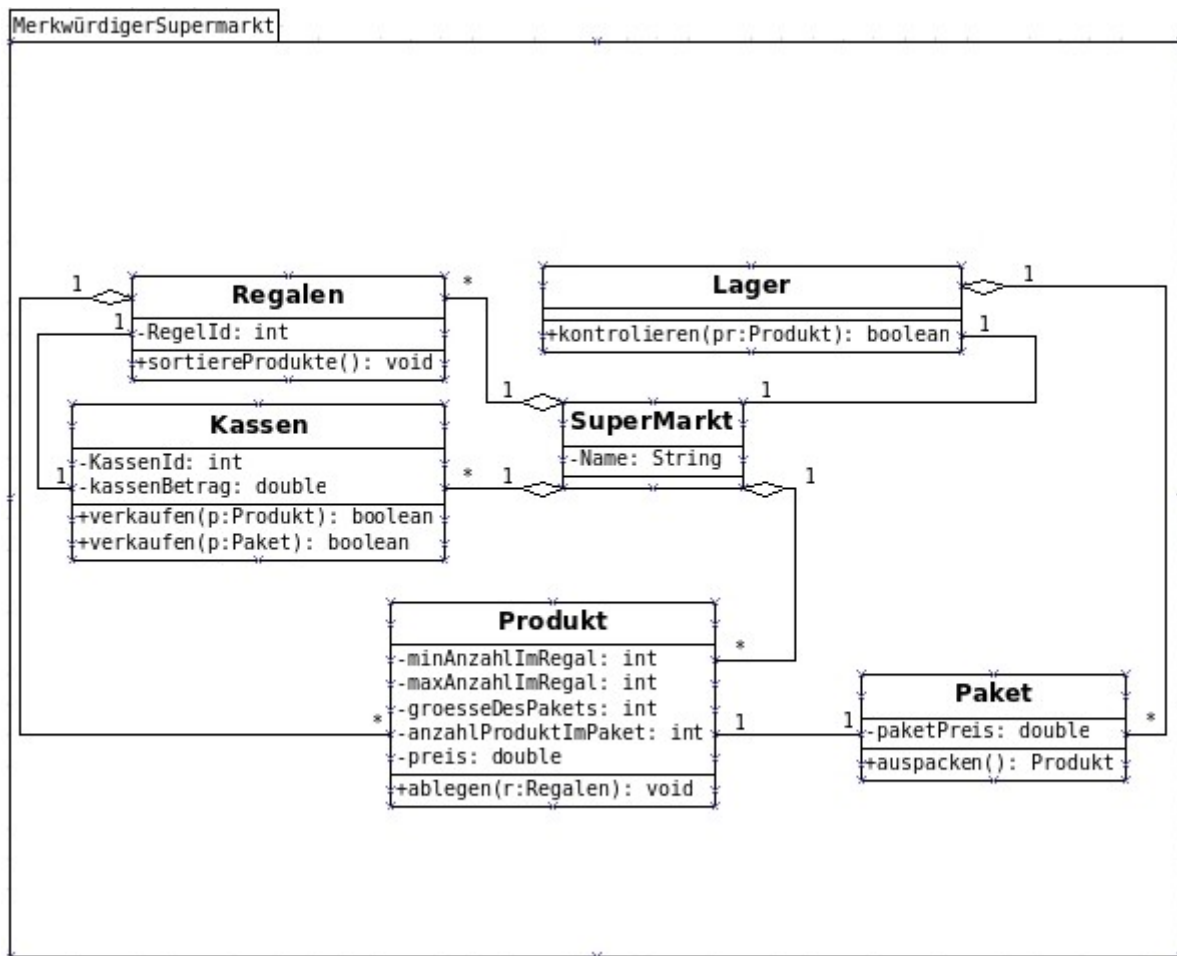 MerkwürdigerSupermarkt
1
Regalen
-RegelId: int
+sortiereProdukte(): void
*
1
Lager
+kontrolieren(pr:Produkt): boolean
1
1
Kassen
-KassenId: int
-kassenBetrag: double
+verkaufen(p:Produkt): boolean
+verkaufen(p:Paket): boolean
1
*
1
1
SuperMarkt
-Name: String
1
1
Produkt
-minAnzahlImRegal: int
-maxAnzahlImRegal: int
-groesseDesPakets: int
-anzahlProduktImPaket: int
-preis: double
+ablegen(r:Regalen): void
*
*
1
1
Paket
-paketPreis: double
+auspacken(): Produkt
*